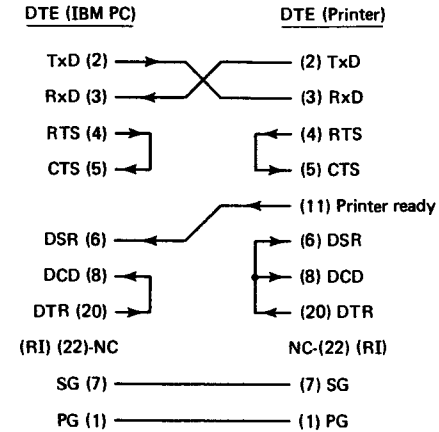 DTE (IBM PC) DTE (Printer)
TxD (2) (2) TxD
RxD (3) (3) RxD
RTS (4) (4) RTS
CTS (5) (5) CTS
(11) Printer ready
DSR (6) (6) DSR
DCD (8) (8) DCD
DTR (20) (20) DTR
(RI) (22)-NC NC-(22) (RI)
SG (7) (7) SG
PG (1) (1) PG